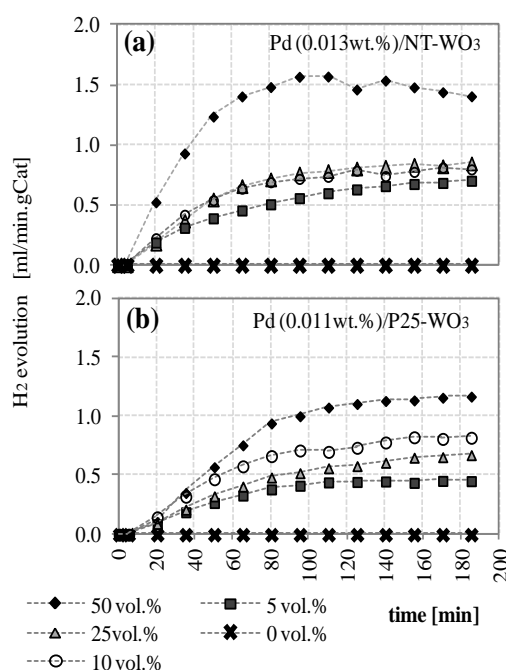 2.0
(a)
Pd (0.013wt.%)/NT-WO3
1.5
1.0
0.5
0.0
H2 evolution [ml/min.gCat]
2.0
(b)
Pd (0.011wt.%)/P25-WO3
1.5
1.0
0.5
0.0
0 20 40 60 80 100 120 140 160 180 200
time [min]
50 vol.% 5 vol.%
25vol.% 0 vol.%
10 vol.%